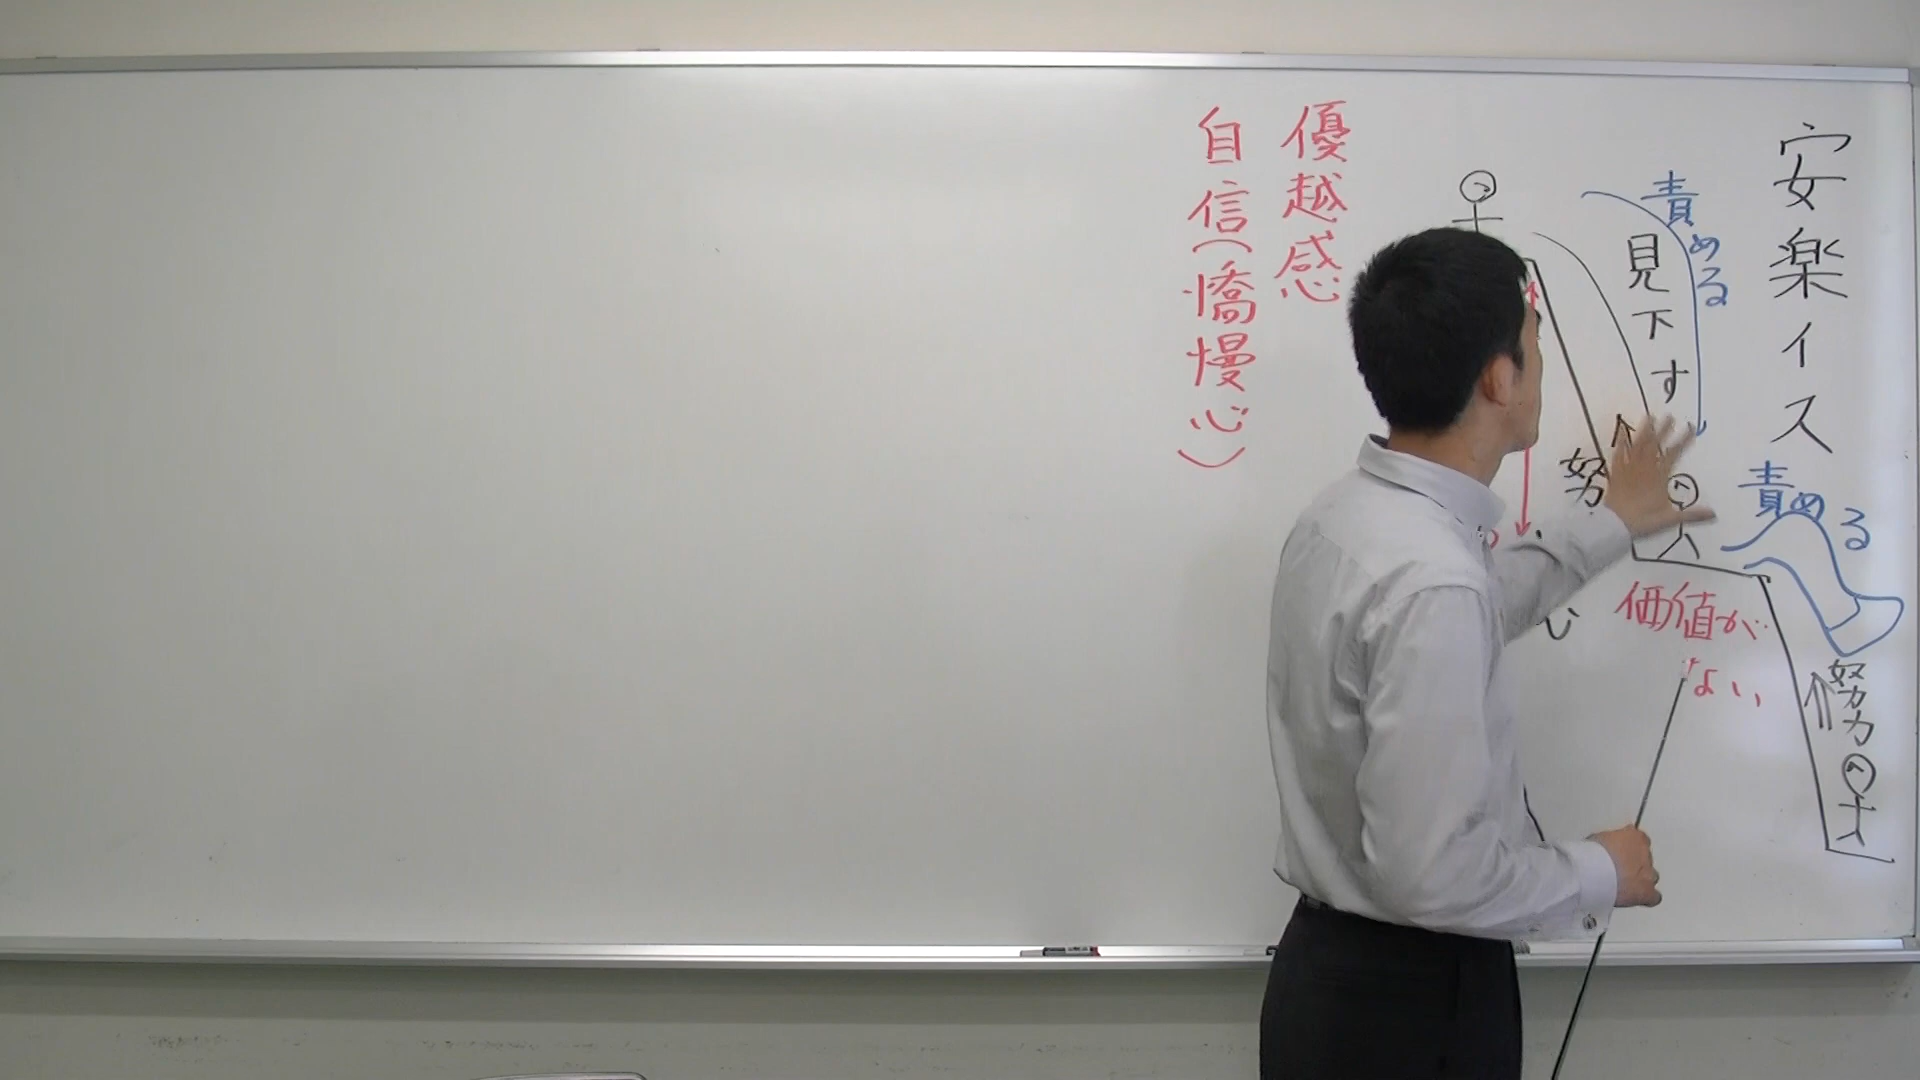 安楽イス
責める
見下す
責める
努力
努
価値が
ない
心
優越感
自信(憍慢心)